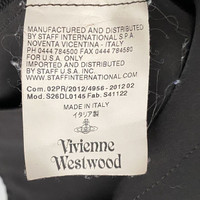 MANUFACTURED AND DISTRIBUTED
BY STAFF INTERNATIONAL S.P.A
NOVENTA VICENTINA - ITALY
PH 0444 784500 FAX 0444 784580
FOR U.S.A. ONLY
IMPORTED AND DISTRIBUTED
BY STAFF U.S.A. INC.
www.staffinternational.com
Com. 02PR/2012/4956 - 2012 02
Mod. S26DL0145 Fab. S41122
MADE IN ITALY
イタリア製
Vivienne
Westwood